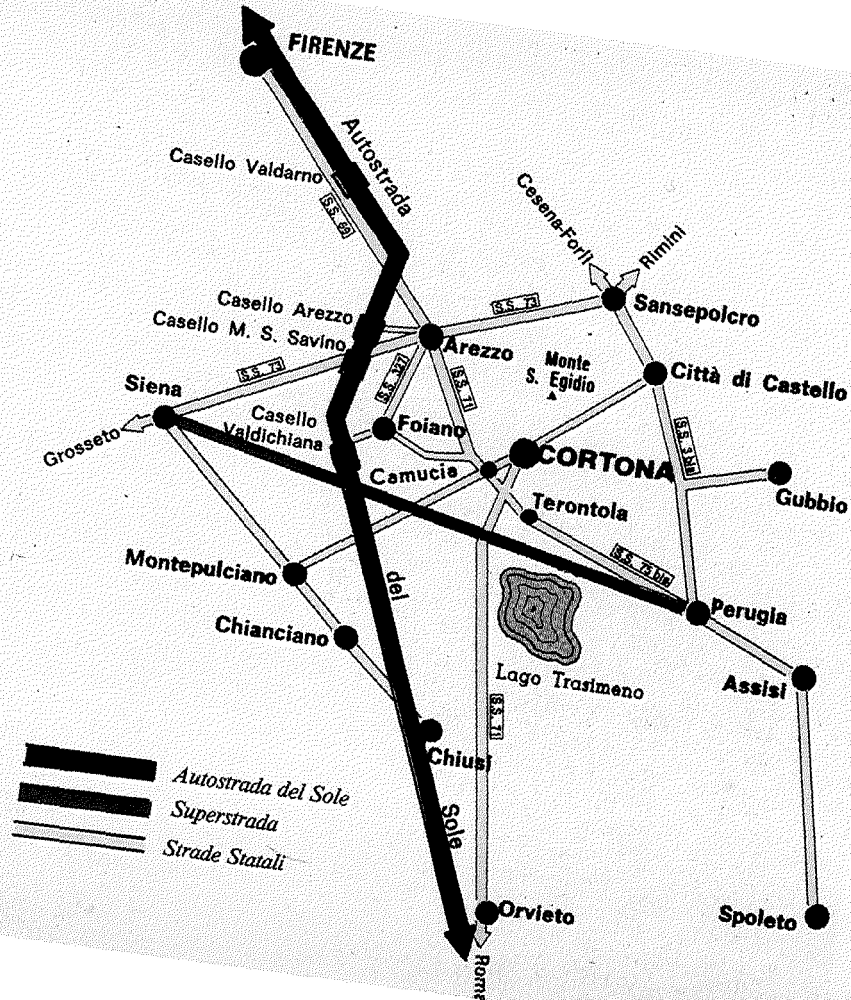 FIRENZE
Autostrada
Casello Valdarno
S.S. 69
Cesena-Forlì
Rimini
Casello Arezzo
S.S. 73
Sansepolcro
Casello M. S. Savino
Arezzo
Monte
S. Egidio
S.S. 73
S.S. 327
S.S. 71
Città di Castello
Siena
Grosseto
Casello
Valdichiana
Foiano
Camucia
CORTONA
S.S. 3 bis
Gubbio
Terontola
S.S. 75 bis
Montepulciano
del
Perugia
Chianciano
Lago Trasimeno
Assisi
S.S. 71
Chiusi
Autostrada del Sole
Superstrada
Strade Statali
Sole
Orvieto
Spoleto
Roma